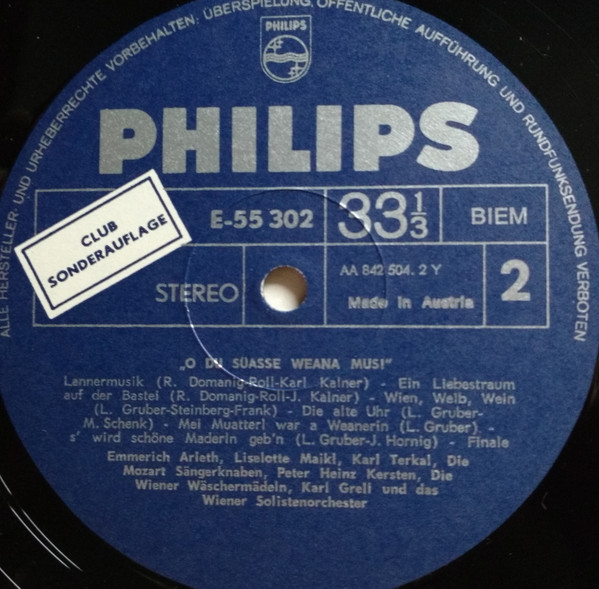 ALLE HERSTELLER- UND URHEBERRECHTE VORBEHALTEN: ÜBERSPIELUNG, ÖFFENTLICHE AUFFÜHRUNG UND RUNDFUNKSENDUNG VERBOTEN
PHILIPS
PHILIPS
CLUB
SONDERAUFLAGE
E-55 302
33 1/3
BIEM
STEREO
AA 842 504. 2 Y
Made in Austria
2
„O DU SÜASSE WEANA MUSI"
Lannermusik (R. Domanig-Roll-Karl Kalner) - Ein Liebestraum
auf der Bastei (R. Domanig-Roll-J. Kalner) - Wien, Weib, Wein
(L. Gruber-Steinberg-Frank) - Die alte Uhr (L. Gruber-
M. Schenk) - Mei Muatterl war a Weanerin (L. Gruber) -
s' wird schöne Maderln geb'n (L. Gruber-J. Hornig) - Finale
Emmerich Arleth, Liselotte Maikl, Karl Terkal, Die
Mozart Sängerknaben, Peter Heinz Kersten, Die
Wiener Wäschermädeln, Karl Grell und das
Wiener Solistenorchester